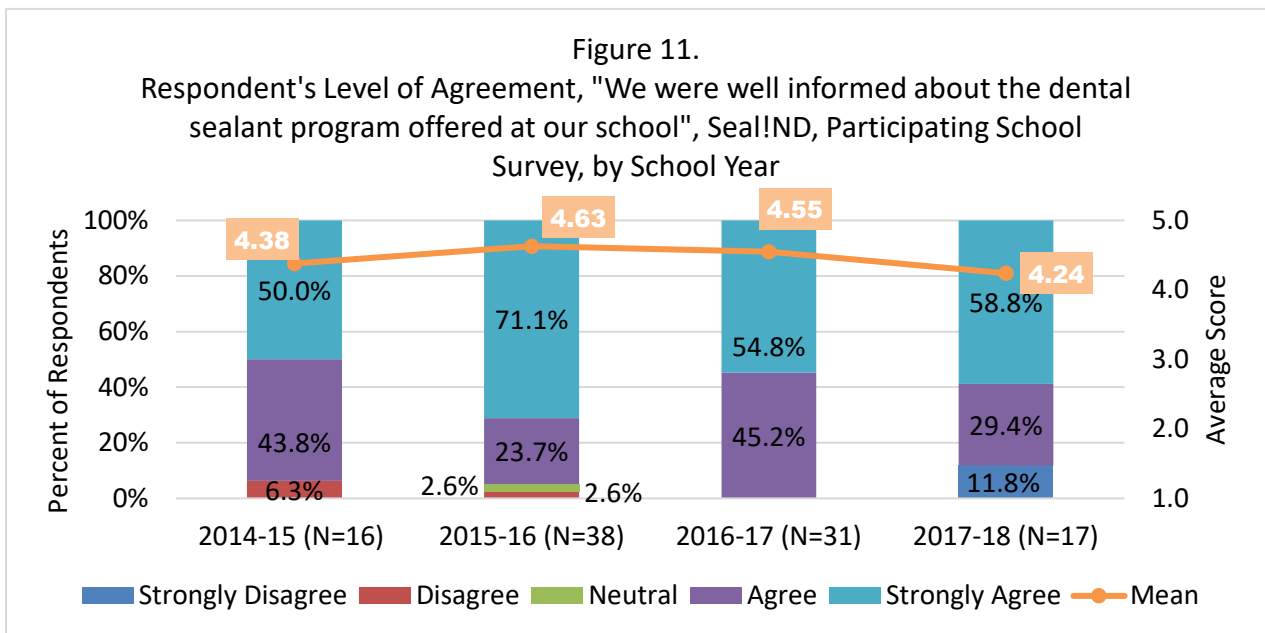 Figure 11.
Respondent's Level of Agreement, "We were well informed about the dental
sealant program offered at our school", Seal!ND, Participating School
Survey, by School Year
Percent of Respondents
100%
80%
60%
40%
20%
0%
4.38
4.63
4.55
4.24
50.0%
71.1%
54.8%
58.8%
43.8%
23.7%
45.2%
29.4%
6.3%
2.6%
2.6%
11.8%
5.0
4.0
3.0
2.0
1.0
Average Score
2014-15 (N=16)
2015-16 (N=38)
2016-17 (N=31)
2017-18 (N=17)
Strongly Disagree
Disagree
Neutral
Agree
Strongly Agree
Mean